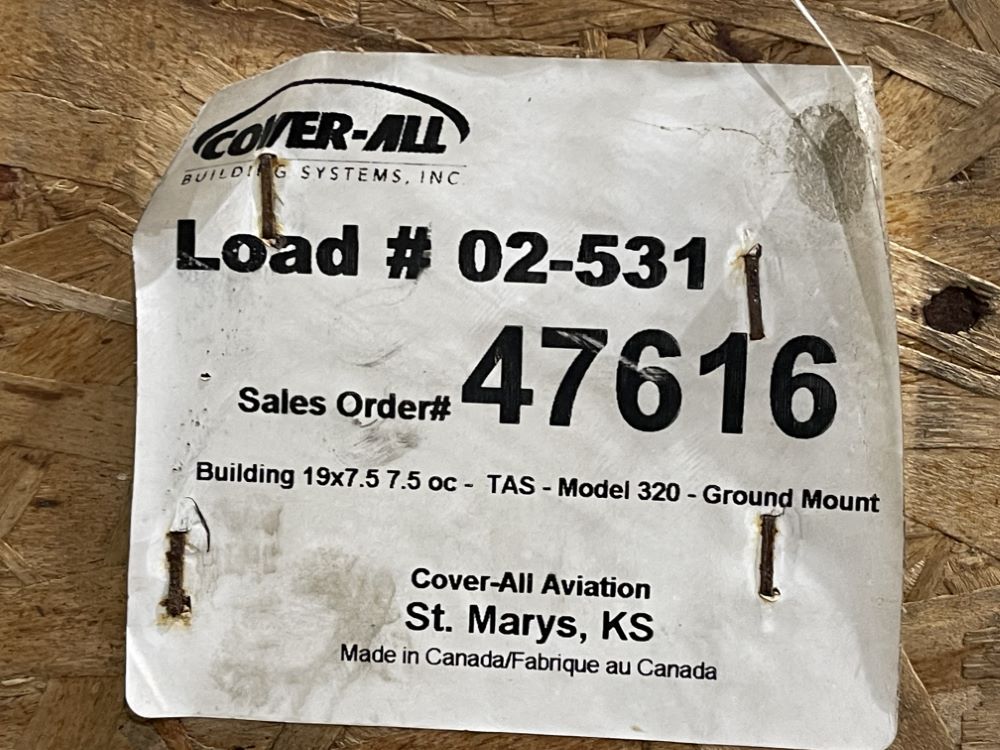 COVER-ALL
BUILDING SYSTEMS, INC.
Load # 02-531
Sales Order# 47616
Building 19x7.5 7.5 oc - TAS - Model 320 - Ground Mount
Cover-All Aviation
St. Marys, KS
Made in Canada/Fabrique au Canada